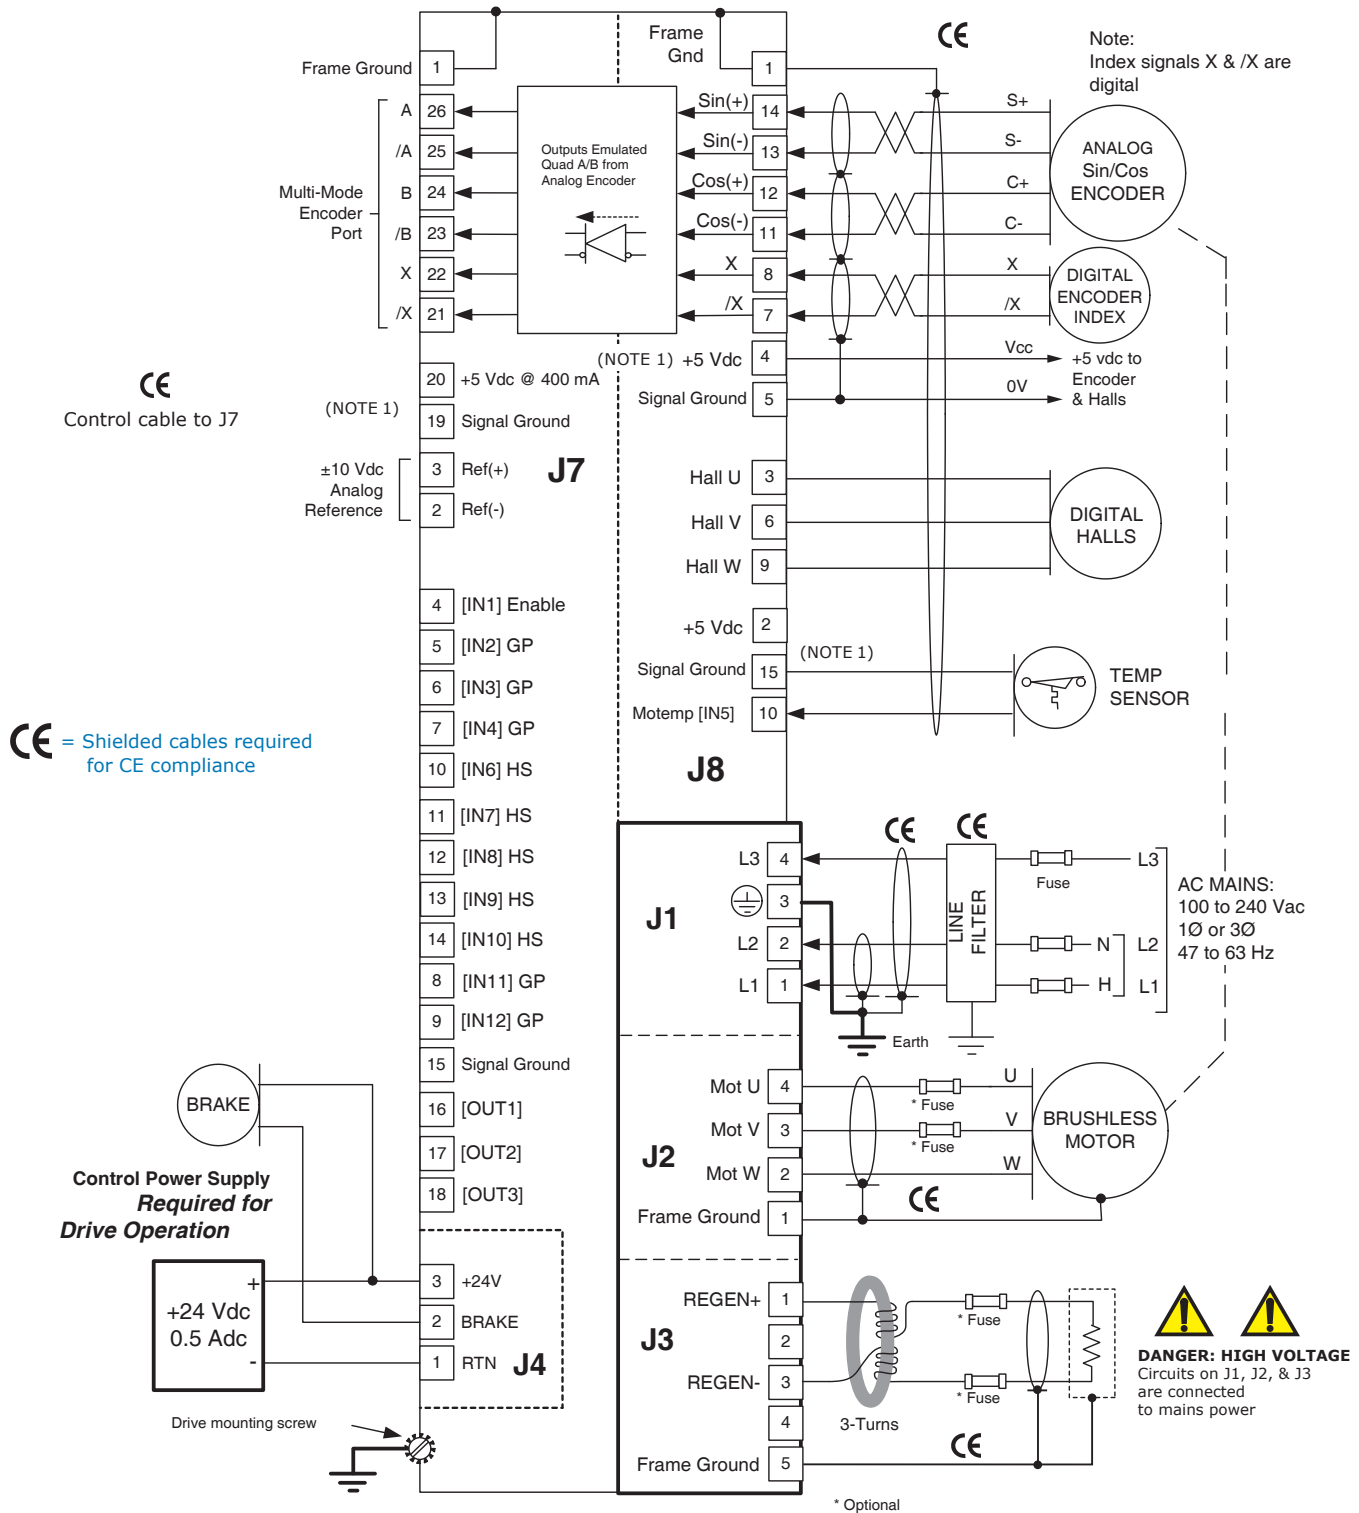 Frame Ground
1
Frame
Gnd
1
CE
Note:
Index signals X & /X are
digital
Multi-Mode
Encoder
Port
A 26
/A 25
B 24
/B 23
X 22
/X 21
Outputs Emulated
Quad A/B from
Analog Encoder
Sin(+) 14 S+
Sin(-) 13 S-
Cos(+) 12 C+
Cos(-) 11 C-
X 8 X
/X 7 /X
ANALOG
Sin/Cos
ENCODER
DIGITAL
ENCODER
INDEX
(NOTE 1) +5 Vdc 4 Vcc
Signal Ground 5 0V
+5 vdc to
Encoder
& Halls
CE
Control cable to J7
20 +5 Vdc @ 400 mA
(NOTE 1)
19 Signal Ground
±10 Vdc
Analog
Reference
3 Ref(+)
2 Ref(-)
J7
Hall U 3
Hall V 6
Hall W 9
DIGITAL
HALLS
+5 Vdc 2
Signal Ground 15 (NOTE 1)
Motemp [IN5] 10
TEMP
SENSOR
J8
4 [IN1] Enable
5 [IN2] GP
6 [IN3] GP
7 [IN4] GP
10 [IN6] HS
11 [IN7] HS
12 [IN8] HS
13 [IN9] HS
14 [IN10] HS
8 [IN11] GP
9 [IN12] GP
15 Signal Ground
16 [OUT1]
17 [OUT2]
18 [OUT3]
CE = Shielded cables required
for CE compliance
J1
L3 4
3
L2 2
L1 1
CE
CE
LINE
FILTER
Fuse
L3
N L2
H L1
AC MAINS:
100 to 240 Vac
1Ø or 3Ø
47 to 63 Hz
Earth
J2
Mot U 4 U
* Fuse
Mot V 3 V
* Fuse
Mot W 2 W
Frame Ground 1
CE
BRUSHLESS
MOTOR
BRAKE
Control Power Supply
Required for
Drive Operation
+
+24 Vdc
0.5 Adc
-
3 +24V
2 BRAKE
1 RTN
J4
Drive mounting screw
J3
REGEN+ 1
2
REGEN- 3
4
Frame Ground 5
3-Turns
* Fuse
* Fuse
CE
* Optional
DANGER: HIGH VOLTAGE
Circuits on J1, J2, & J3
are connected
to mains power